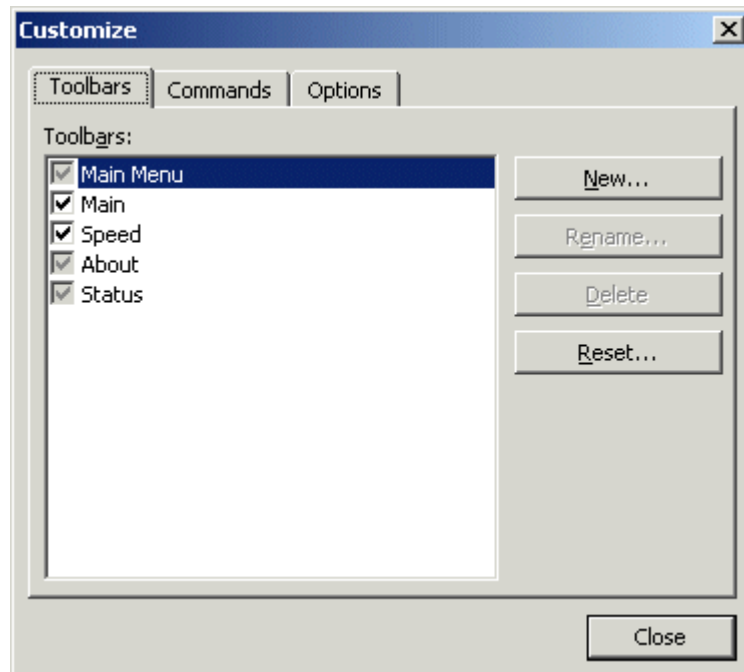 Customize
Toolbars Commands Options
Toolbars:
Main Menu
Main
Speed
About
Status
New...
Rename...
Delete
Reset...
Close